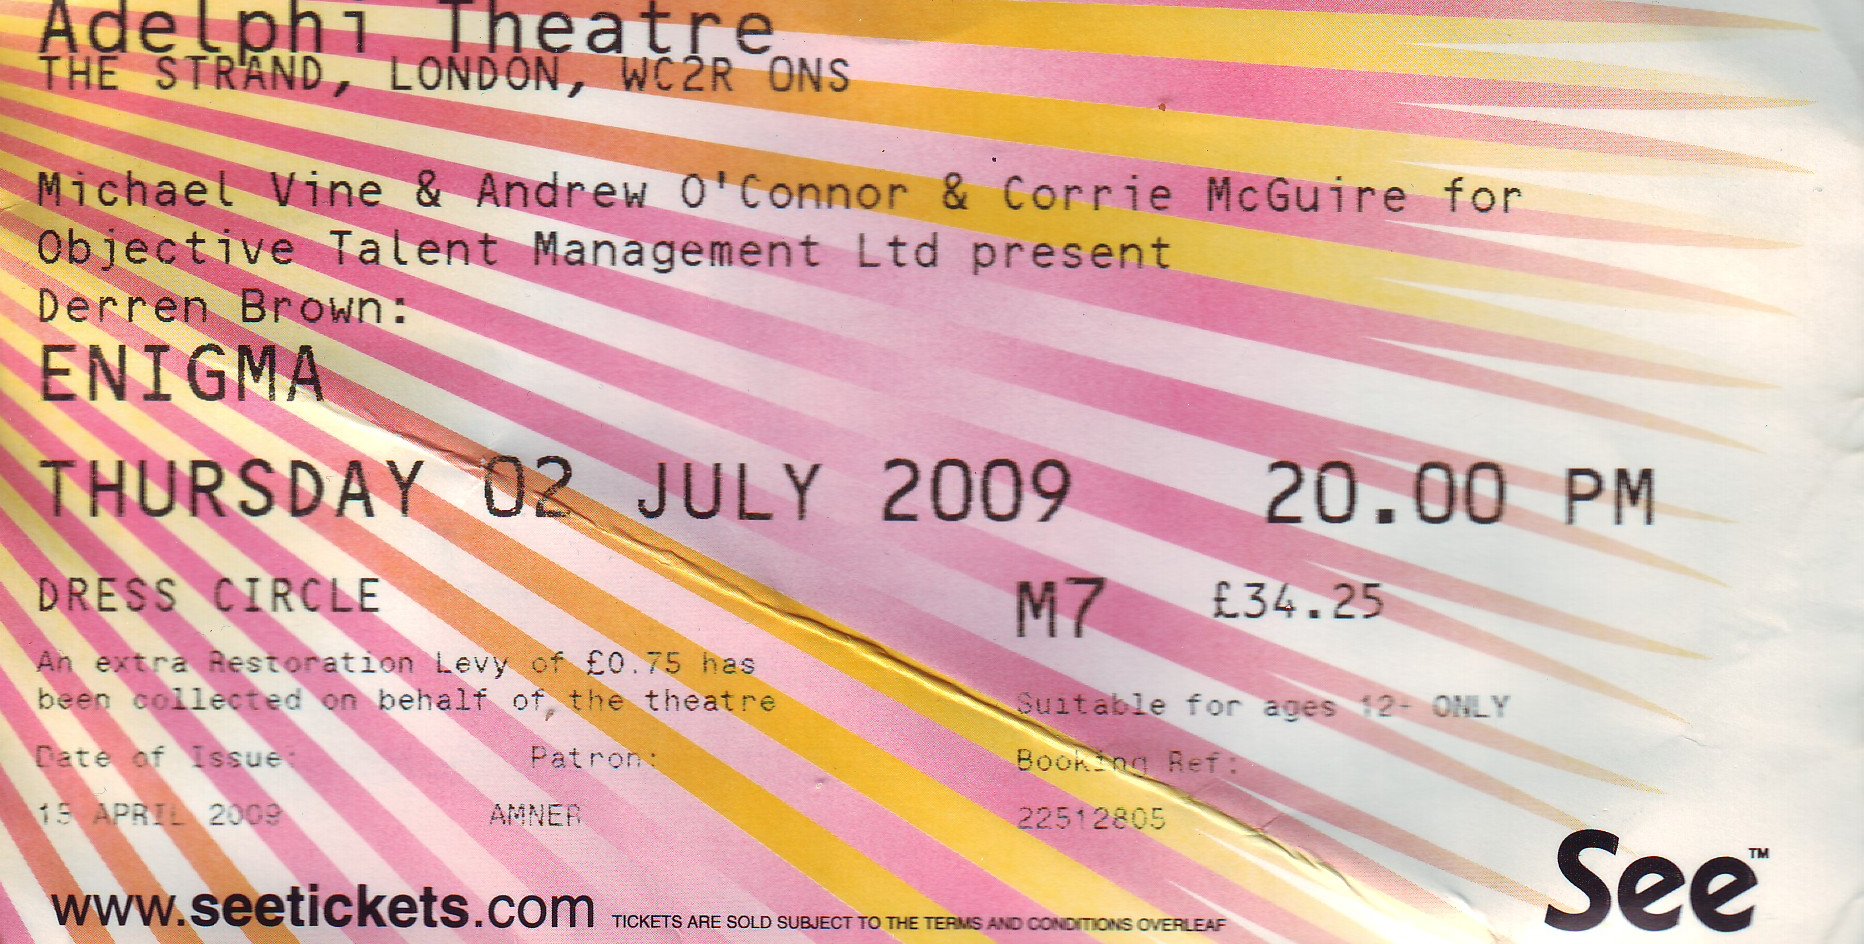 Adelphi Theatre
THE STRAND, LONDON, WC2R 0NS
Michael Vine & Andrew O'Connor & Corrie McGuire for
Objective Talent Management Ltd present
Derren Brown:
ENIGMA
THURSDAY 02 JULY 2009 20.00 PM
DRESS CIRCLE M7 £34.25
An extra Restoration Levy of £0.75 has
been collected on behalf of, the theatre
Suitable for ages 12- ONLY
Date of Issue: Patron: Booking Ref:
APRIL 2009 AMNER 22512805
www.seetickets.com TICKETS ARE SOLD SUBJECT TO THE TERMS AND CONDITIONS OVERLEAF
See™